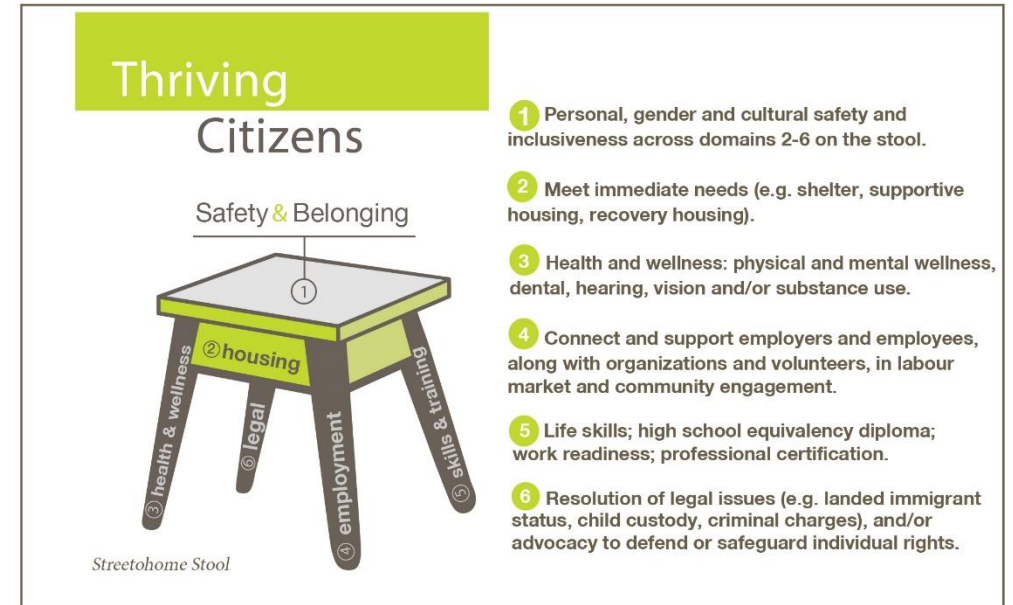 Thriving
Citizens
Safety & Belonging
①
② housing
③ health & wellness
⑥ legal
④ employment
⑤ skills & training
Streetohome Stool
1 Personal, gender and cultural safety and
inclusiveness across domains 2-6 on the stool.
2 Meet immediate needs (e.g. shelter, supportive
housing, recovery housing).
3 Health and wellness: physical and mental wellness,
dental, hearing, vision and/or substance use.
4 Connect and support employers and employees,
along with organizations and volunteers, in labour
market and community engagement.
5 Life skills; high school equivalency diploma;
work readiness; professional certification.
6 Resolution of legal issues (e.g. landed immigrant
status, child custody, criminal charges), and/or
advocacy to defend or safeguard individual rights.